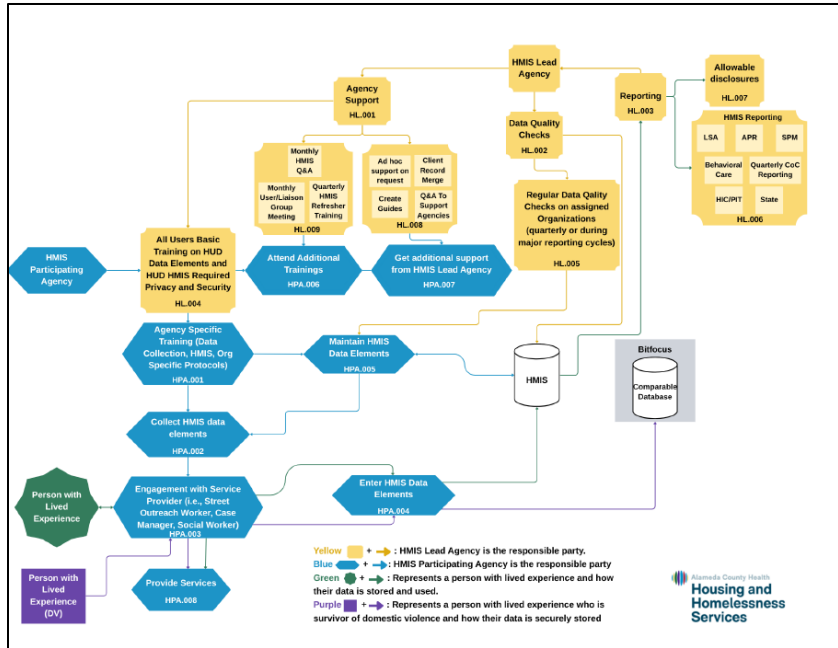 HMIS Lead
Agency
Agency
Support
HL.001
Reporting
HL.003
Allowable
disclosures
HL.007
Data Quality
Checks
HL.002
HMIS Reporting
LSA
APR
SPM
Behavioral
Care
Quarterly CoC
Reporting
HIC/PIT
State
HL.006
Monthly
HMIS
Q&A
Monthly
User/Liaison
Group
Meeting
Quarterly
HMIS
Refresher
Training
HL.009
Ad hoc
support on
request
Client
Record
Merge
Create
Guides
Q&A To
Support
Agencies
HL.008
Regular Data Qality
Checks on assigned
Organizations
(quarterly or during
major reporting cycles)
HL.005
HMIS
Participating
Agency
All Users Basic
Training on HUD
Data Elements and
HUD HMIS Required
Privacy and Security
HL.004
Attend Additional
Trainings
HPA.006
Get additional support
from HMIS Lead Agency
HPA.007
Agency Specific
Training (Data
Collection, HMIS, Org
Specific Protocols)
HPA.001
Maintain HMIS
Data Elements
HPA.005
HMIS
Bitfocus
Comparable
Database
Collect HMIS data
elements
HPA.002
Person with
Lived
Experience
Engagement with Service
Provider (i.e., Street
Outreach Worker, Case
Manager, Social Worker)
HPA.003
Enter HMIS Data
Elements
HPA.004
Person with
Lived
Experience
(DV)
Provide Services
HPA.008
Yellow + : HMIS Lead Agency is the responsible party.
Blue + : HMIS Participating Agency is the responsible party
Green + : Represents a person with lived experience and how
their data is stored and used.
Purple + : Represents a person with lived experience who is
survivor of domestic violence and how their data is securely stored
Alameda County Health
Housing and
Homelessness
Services